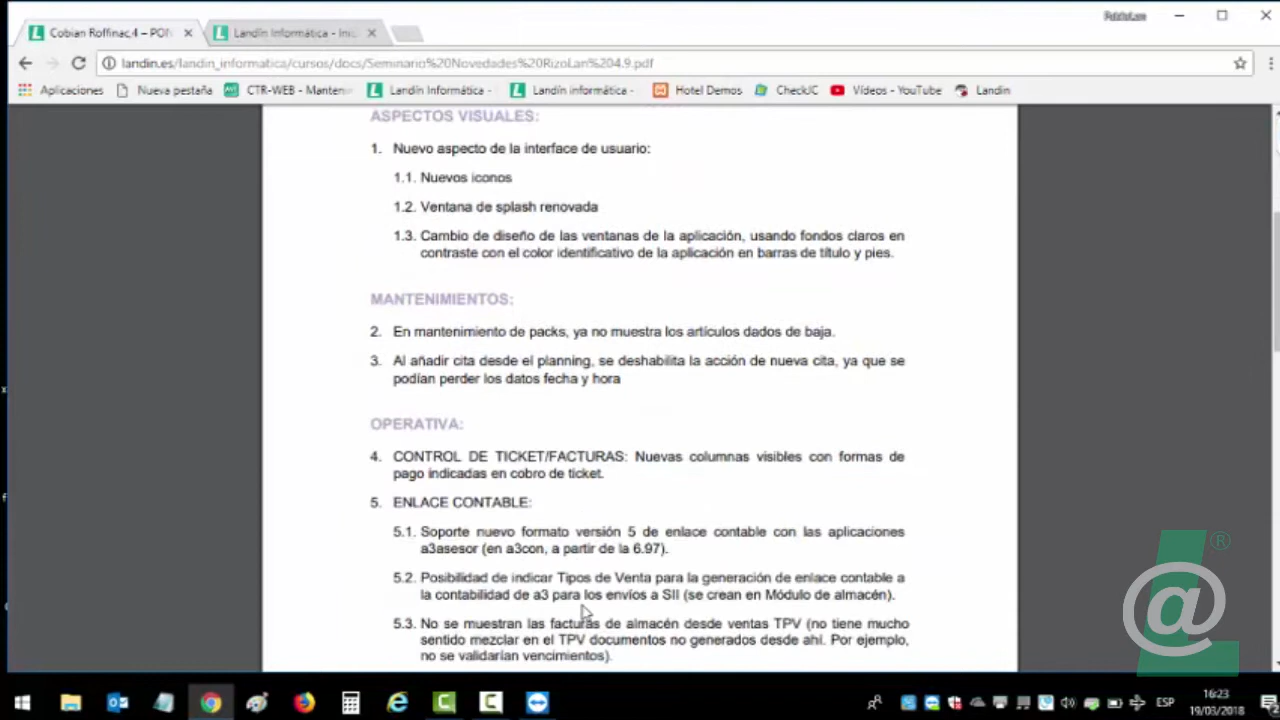 Cobian Roffinac,4 – PON
Landín Informática - Inic
landin.es/landin_informatica/cursos/docs/Seminario%20Novedades%20RizoLan%204.9.pdf
Aplicaciones Nueva pestaña CTR-WEB - Manten Landín Informática - Landín informática - Hotel Demos CheckJC Vídeos - YouTube Landin
ASPECTOS VISUALES:
1. Nuevo aspecto de la interface de usuario:
1.1. Nuevos iconos
1.2. Ventana de splash renovada
1.3. Cambio de diseño de las ventanas de la aplicación, usando fondos claros en
contraste con el color identificativo de la aplicación en barras de título y pies.
MANTENIMIENTOS:
2. En mantenimiento de packs, ya no muestra los artículos dados de baja.
3. Al añadir cita desde el planning, se deshabilita la acción de nueva cita, ya que se
podían perder los datos fecha y hora
OPERATIVA:
4. CONTROL DE TICKET/FACTURAS: Nuevas columnas visibles con formas de
pago indicadas en cobro de ticket.
5. ENLACE CONTABLE:
5.1. Soporte nuevo formato versión 5 de enlace contable con las aplicaciones
a3asesor (en a3con, a partir de la 6.97).
5.2. Posibilidad de indicar Tipos de Venta para la generación de enlace contable a
la contabilidad de a3 para los envíos a SII (se crean en Módulo de almacén).
5.3. No se muestran las facturas de almacén desde ventas TPV (no tiene mucho
sentido mezclar en el TPV documentos no generados desde ahí. Por ejemplo,
no se validarían vencimientos).
L@®
ESP
16:23
19/03/2018